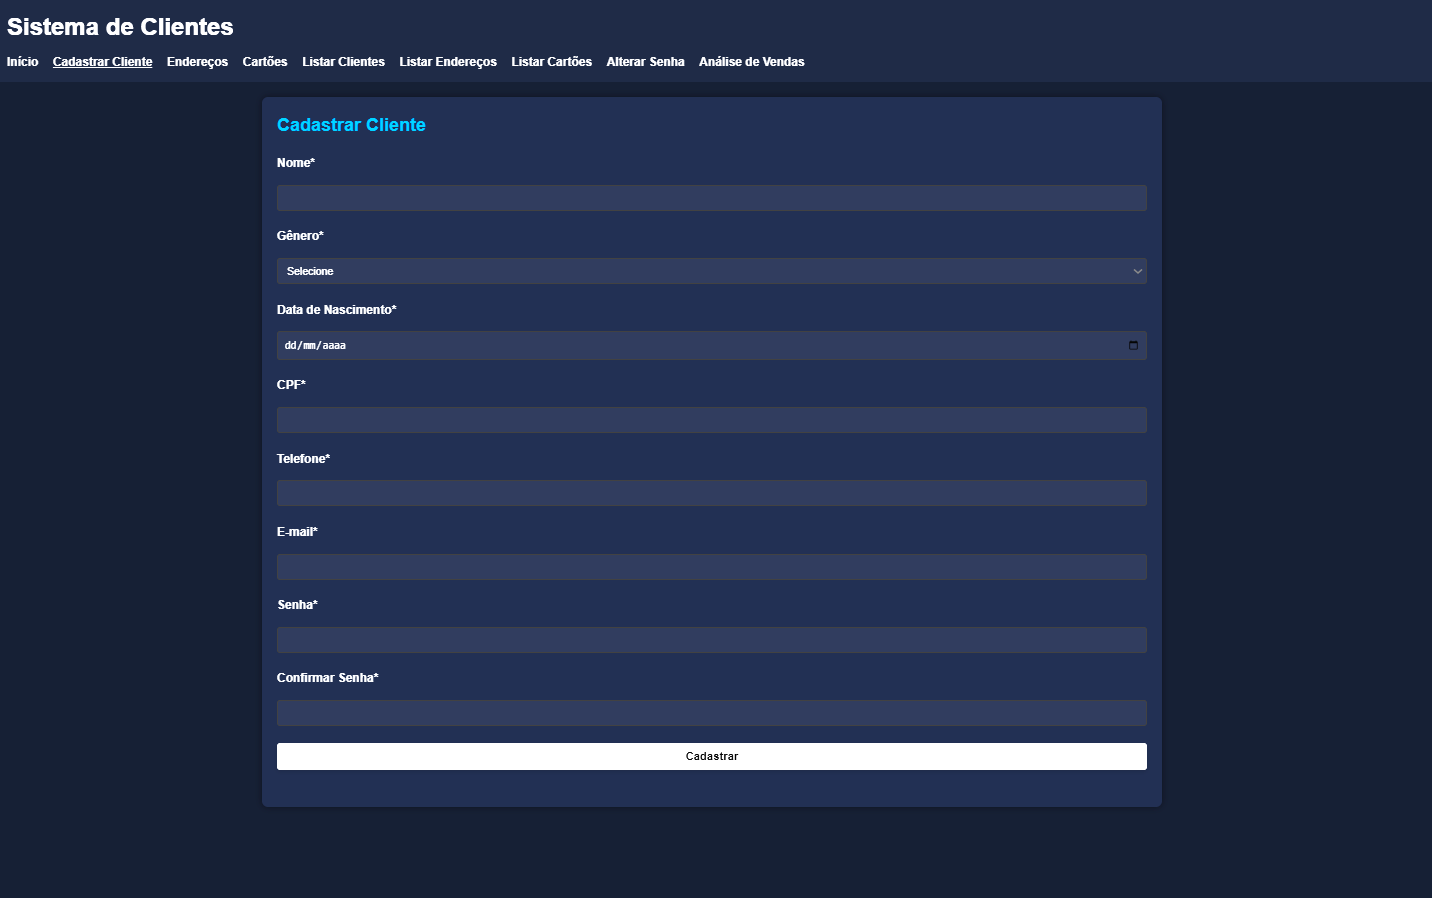 Sistema de Clientes
Início Cadastrar Cliente Endereços Cartões Listar Clientes Listar Endereços Listar Cartões Alterar Senha Análise de Vendas
Cadastrar Cliente
Nome*
Gênero*
Selecione
Data de Nascimento*
dd/mm/aaaa
CPF*
Telefone*
E-mail*
Senha*
Confirmar Senha*
Cadastrar